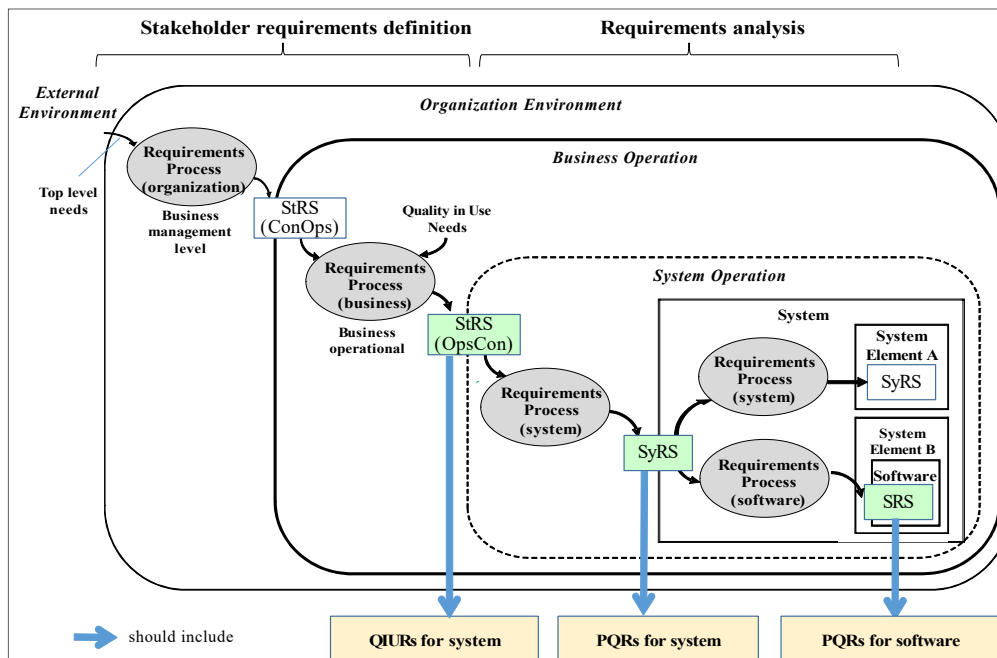 Stakeholder requirements definition
Requirements analysis
External
Environment
Organization Environment
Requirements
Process
(organization)
Business Operation
Top level
needs
Business
management
level
StRS
(ConOps)
Quality in Use
Needs
Requirements
Process
(business)
System Operation
Business
operational
StRS
(OpsCon)
System
System
Element A
SyRS
Requirements
Process
(system)
Requirements
Process
(system)
SyRS
Requirements
Process
(software)
System
Element B
Software
SRS
should include
QIURs for system
PQRs for system
PQRs for software